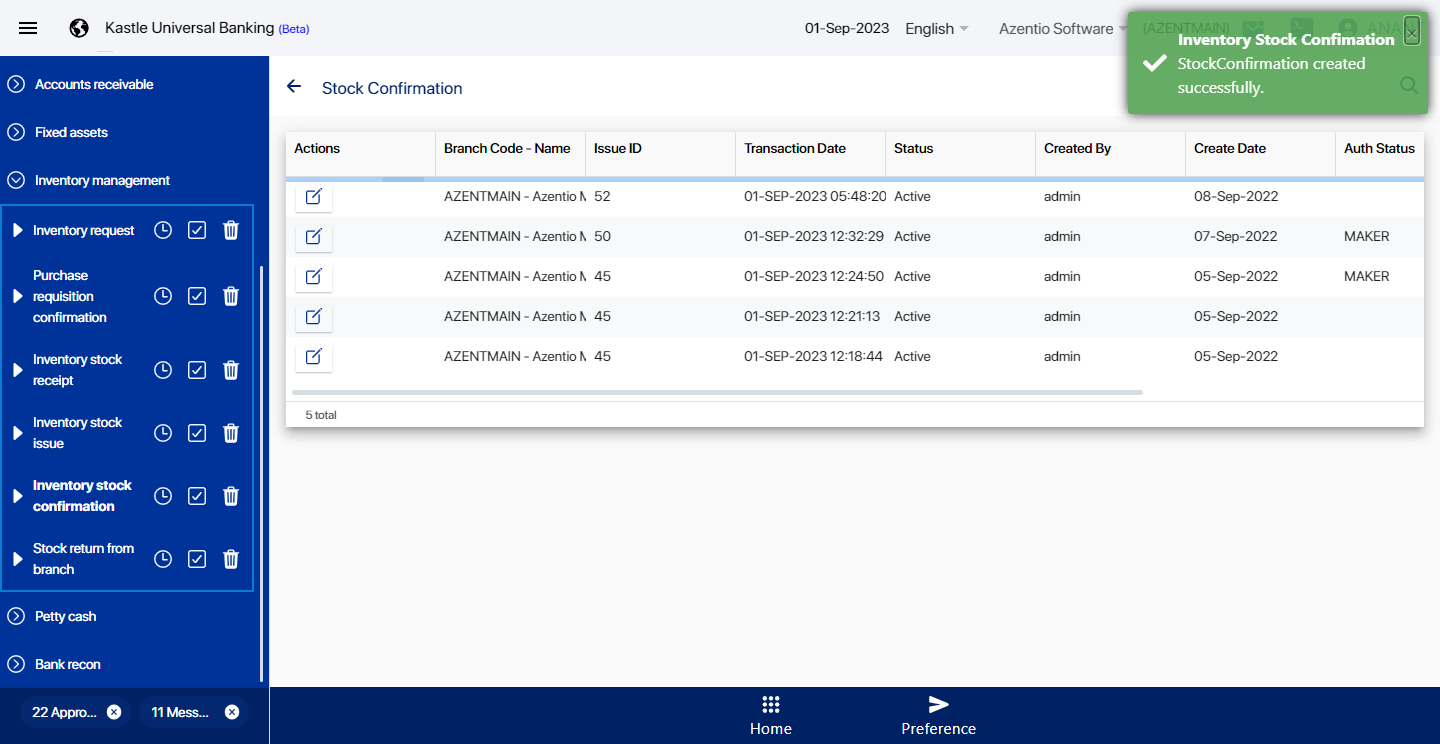 Kastle Universal Banking (Beta)
01-Sep-2023
English
Azentio Software
(AZENTMAIN)
Inventory Stock Confimation
StockConfirmation created
successfully.
Accounts receivable
Fixed assets
Inventory management
Inventory request
Purchase
requisition
confirmation
Inventory stock
receipt
Inventory stock
issue
Inventory stock
confirmation
Stock return from
branch
Petty cash
Bank recon
22 Appro...
11 Mess...
Stock Confirmation
Actions Branch Code - Name Issue ID Transaction Date Status Created By Create Date Auth Status
AZENTMAIN - Azentio M 52 01-SEP-2023 05:48:20 Active admin 08-Sep-2022
AZENTMAIN - Azentio M 50 01-SEP-2023 12:32:29 Active admin 07-Sep-2022 MAKER
AZENTMAIN - Azentio M 45 01-SEP-2023 12:24:50 Active admin 05-Sep-2022 MAKER
AZENTMAIN - Azentio M 45 01-SEP-2023 12:21:13 Active admin 05-Sep-2022
AZENTMAIN - Azentio M 45 01-SEP-2023 12:18:44 Active admin 05-Sep-2022
5 total
Home
Preference